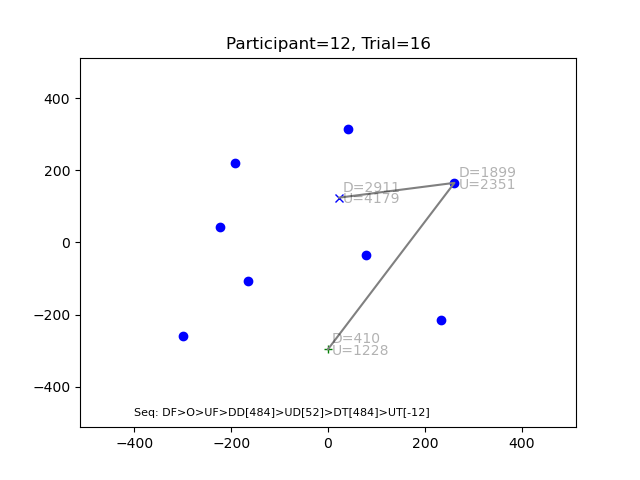 Participant=12, Trial=16
400
200
0
−200
−400
D=1899
U=2351
D=2911
U=4179
D=410
U=1228
Seq: DF>O>UF>DD[484]>UD[52]>DT[484]>UT[-12]
−400
−200
0
200
400